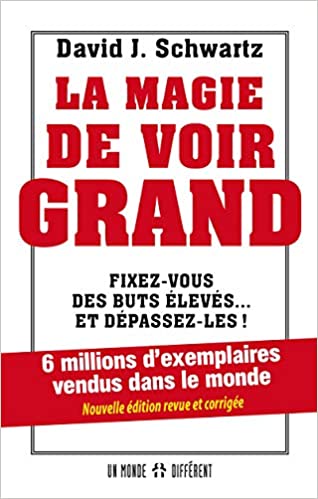 David J. Schwartz
LA MAGIE
DE VOIR
GRAND
FIXEZ-VOUS
DES BUTS ÉLEVÉS...
ET DÉPASSEZ-LES !
6 millions d'exemplaires
vendus dans le monde
Nouvelle édition revue et corrigée
UN MONDE DIFFÉRENT